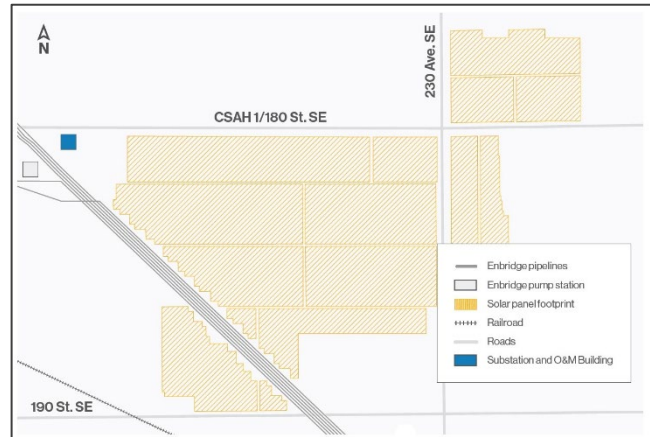 N
230 Ave. SE
CSAH 1/180 St. SE
190 St. SE
Enbridge pipelines
Enbridge pump station
Solar panel footprint
Railroad
Roads
Substation and O&M Building